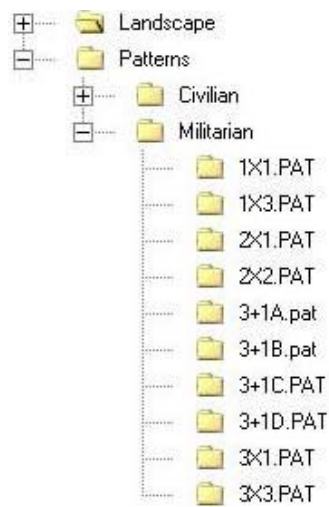 Landscape
Patterns
Civilian
Militarian
1X1.PAT
1X3.PAT
2X1.PAT
2X2.PAT
3+1A.pat
3+1B.pat
3+1C.PAT
3+1D.PAT
3X1.PAT
3X3.PAT